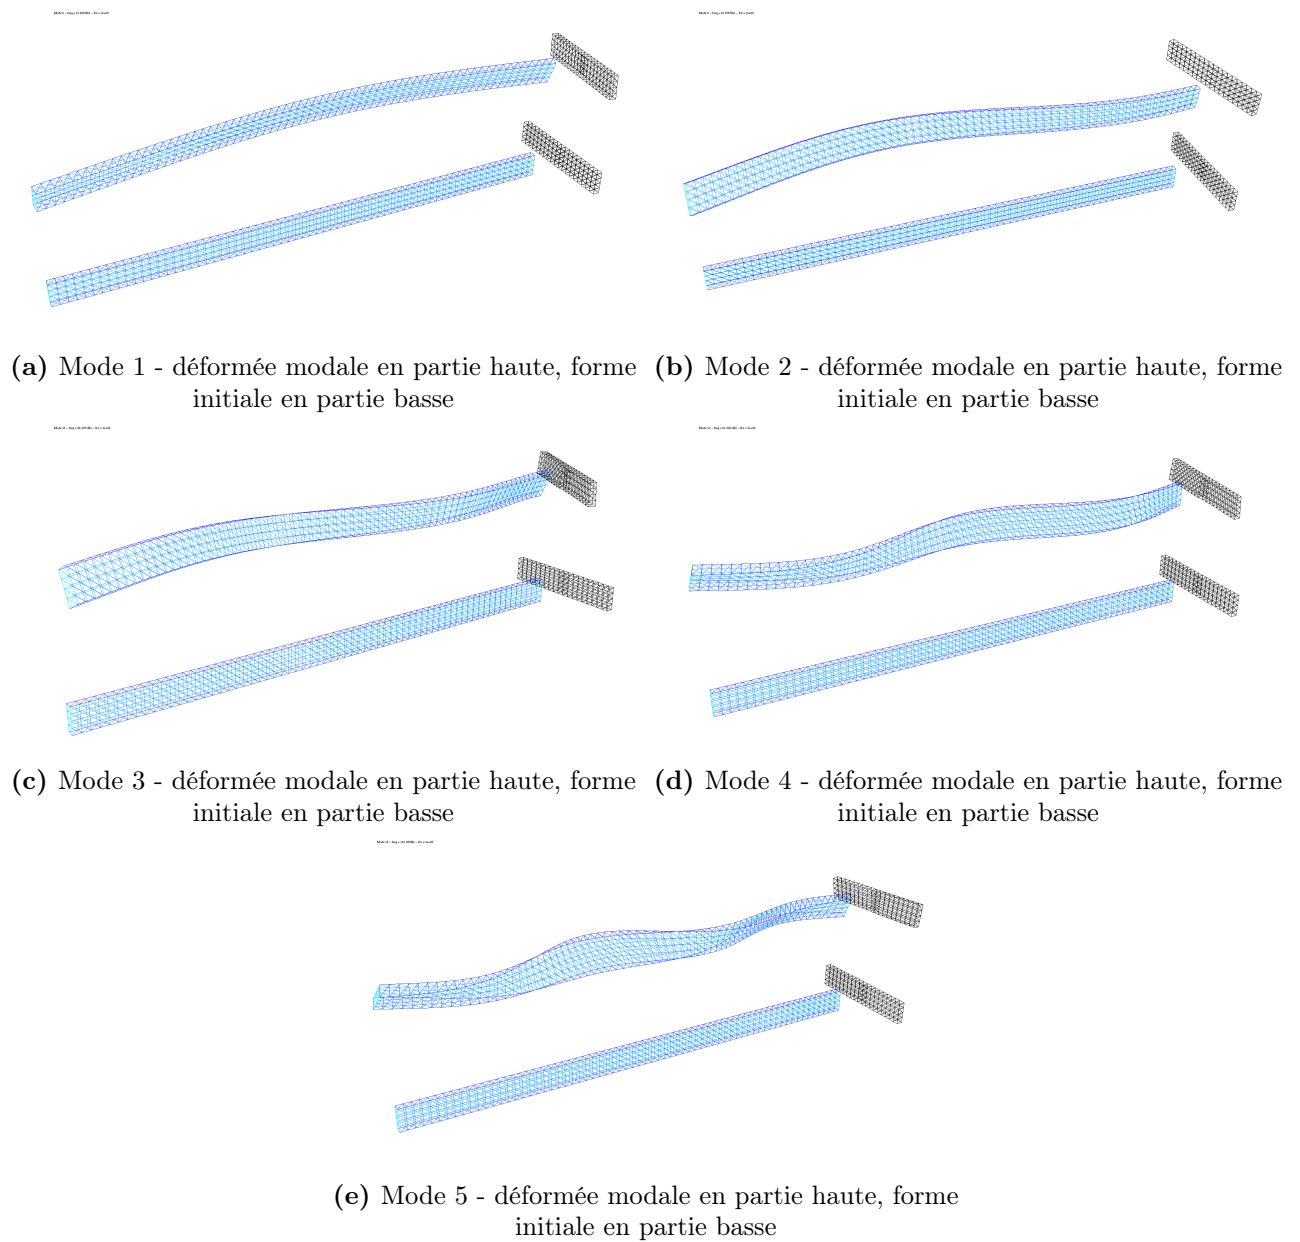 (a) Mode 1 - déformée modale en partie haute, forme
initiale en partie basse
(b) Mode 2 - déformée modale en partie haute, forme
initiale en partie basse
(c) Mode 3 - déformée modale en partie haute, forme
initiale en partie basse
(d) Mode 4 - déformée modale en partie haute, forme
initiale en partie basse
(e) Mode 5 - déformée modale en partie haute, forme
initiale en partie basse